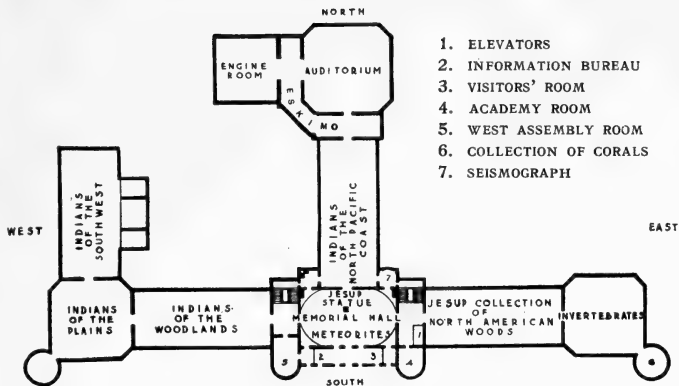 NORTH
1. ELEVATORS
2. INFORMATION BUREAU
3. VISITORS' ROOM
4. ACADEMY ROOM
5. WEST ASSEMBLY ROOM
6. COLLECTION OF CORALS
7. SEISMOGRAPH
ENGINE
ROOM
AUDITORIUM
ESKIMO
WEST
EAST
INDIANS
OF THE
SOUTHWEST
INDIANS
OF THE
NORTH PACIFIC
COAST
7
INDIANS
OF THE
PLAINS
INDIANS
OF THE
WOODLANDS
JESUP
STATUE
MEMORIAL HALL
METEORITES
JESUP COLLECTION
OF
NORTH AMERICAN
WOODS
1
INVERTEBRATES
5
2
3
4
6
SOUTH